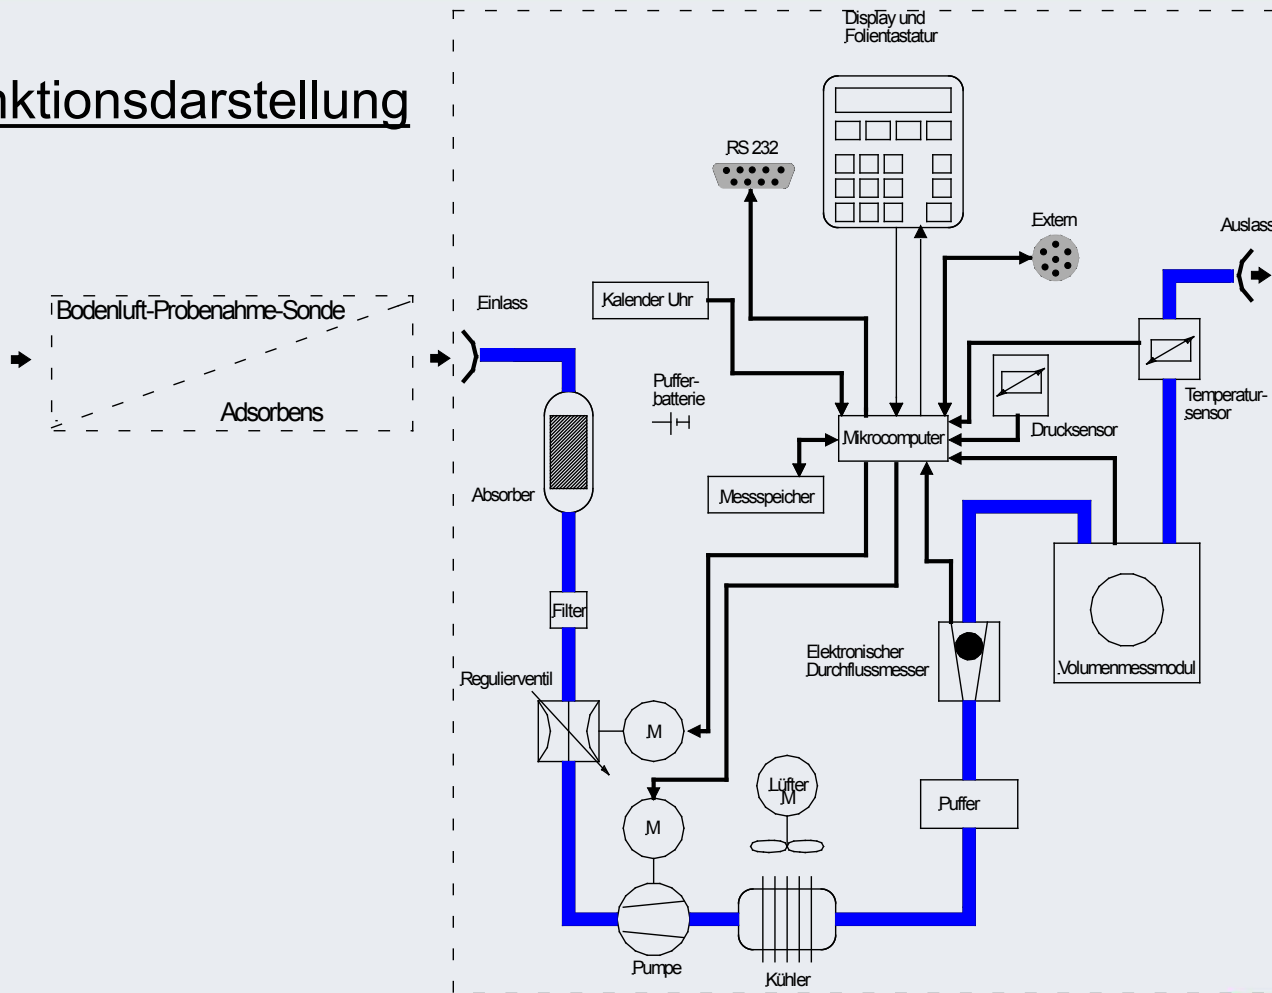 nktionsdarstellung
Display und
Folientastatur
RS 232
Extern
Auslass
Kalender Uhr
Einlass
Bodenluft-Probenahme-Sonde
Adsorbens
Puffer-
batterie
Temperatur-
sensor
Mikrocomputer
Drucksensor
Absorber
Messspeicher
Filter
Elektronischer
Durchflussmesser
Volumenmessmodul
Regulierventil
M
Lüfter
M
Puffer
M
Pumpe
Kühler